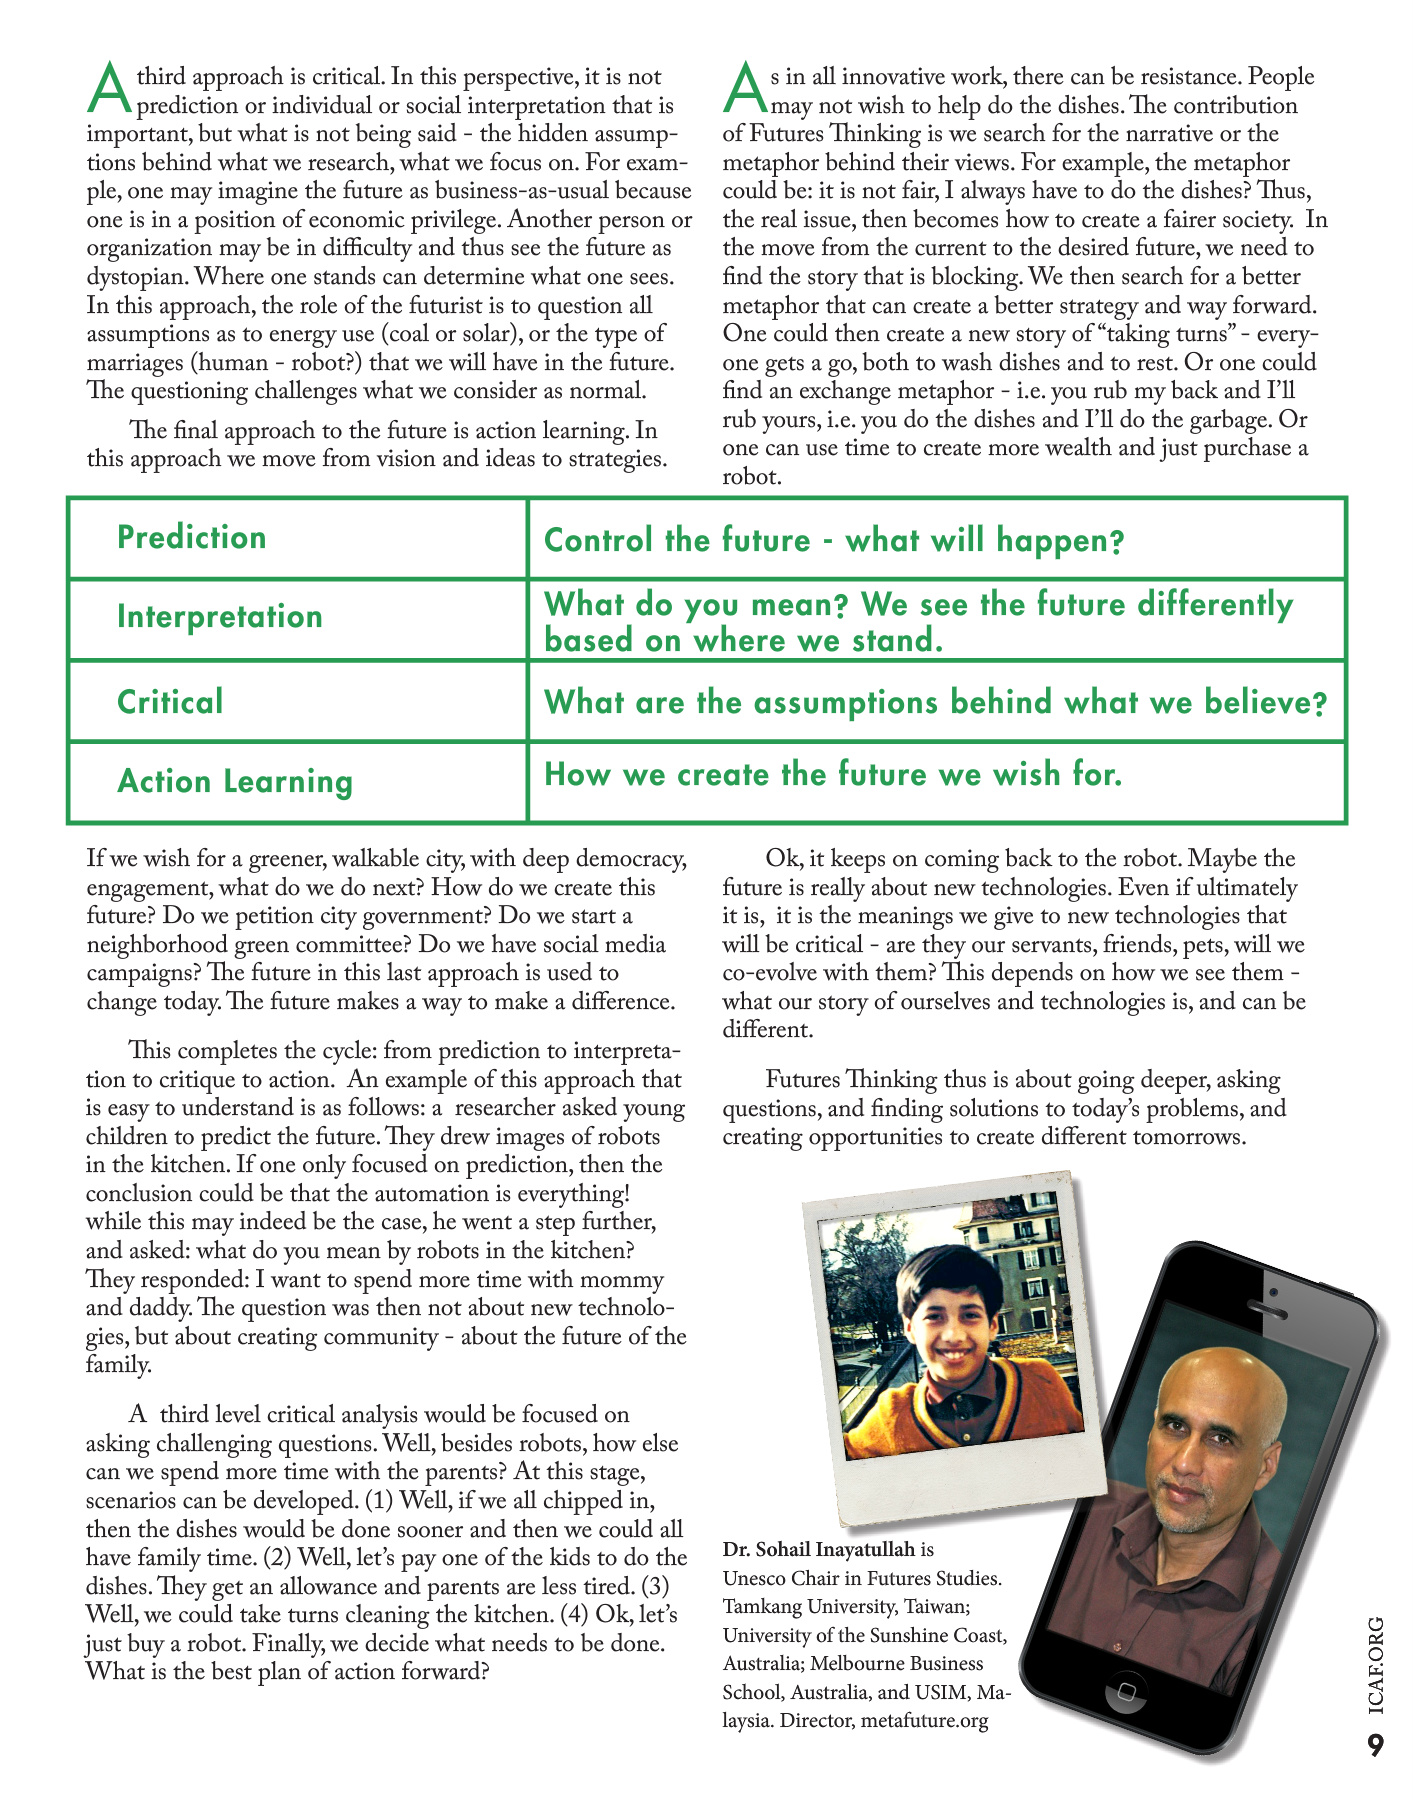 A third approach is critical. In this perspective, it is not
prediction or individual or social interpretation that is
important, but what is not being said - the hidden assump-
tions behind what we research, what we focus on. For exam-
ple, one may imagine the future as business-as-usual because
one is in a position of economic privilege. Another person or
organization may be in difficulty and thus see the future as
dystopian. Where one stands can determine what one sees.
In this approach, the role of the futurist is to question all
assumptions as to energy use (coal or solar), or the type of
marriages (human - robot?) that we will have in the future.
The questioning challenges what we consider as normal.
The final approach to the future is action learning. In
this approach we move from vision and ideas to strategies.
As in all innovative work, there can be resistance. People
may not wish to help do the dishes. The contribution
of Futures Thinking is we search for the narrative or the
metaphor behind their views. For example, the metaphor
could be: it is not fair, I always have to do the dishes? Thus,
the real issue, then becomes how to create a fairer society.  In
the move from the current to the desired future, we need to
find the story that is blocking. We then search for a better
metaphor that can create a better strategy and way forward.
One could then create a new story of “taking turns” - every-
one gets a go, both to wash dishes and to rest. Or one could
find an exchange metaphor - i.e. you rub my back and I’ll
rub yours, i.e. you do the dishes and I’ll do the garbage. Or
one can use time to create more wealth and just purchase a
robot.
Prediction
Control the future - what will happen?
Interpretation
What do you mean? We see the future differently
based on where we stand.
Critical
What are the assumptions behind what we believe?
Action Learning
How we create the future we wish for.
If we wish for a greener, walkable city, with deep democracy,
engagement, what do we do next? How do we create this
future? Do we petition city government? Do we start a
neighborhood green committee? Do we have social media
campaigns? The future in this last approach is used to
change today. The future makes a way to make a difference.
This completes the cycle: from prediction to interpreta-
tion to critique to action.  An example of this approach that
is easy to understand is as follows: a  researcher asked young
children to predict the future. They drew images of robots
in the kitchen. If one only focused on prediction, then the
conclusion could be that the automation is everything!
while this may indeed be the case, he went a step further,
and asked: what do you mean by robots in the kitchen?
They responded: I want to spend more time with mommy
and daddy. The question was then not about new technolo-
gies, but about creating community - about the future of the
family.
A  third level critical analysis would be focused on
asking challenging questions. Well, besides robots, how else
can we spend more time with the parents? At this stage,
scenarios can be developed. (1) Well, if we all chipped in,
then the dishes would be done sooner and then we could all
have family time. (2) Well, let’s pay one of the kids to do the
dishes. They get an allowance and parents are less tired. (3)
Well, we could take turns cleaning the kitchen. (4) Ok, let’s
just buy a robot. Finally, we decide what needs to be done.
What is the best plan of action forward?
Ok, it keeps on coming back to the robot. Maybe the
future is really about new technologies. Even if ultimately
it is,  it is the meanings we give to new technologies that
will be critical - are they our servants, friends, pets, will we
co-evolve with them? This depends on how we see them -
what our story of ourselves and technologies is, and can be
different.
Futures Thinking thus is about going deeper, asking
questions, and finding solutions to today’s problems, and
creating opportunities to create different tomorrows.
Dr. Sohail Inayatullah is
Unesco Chair in Futures Studies.
Tamkang University, Taiwan;
University of the Sunshine Coast,
Australia; Melbourne Business
School, Australia, and USIM, Ma-
laysia. Director, metafuture.org
ICAF.ORG
9